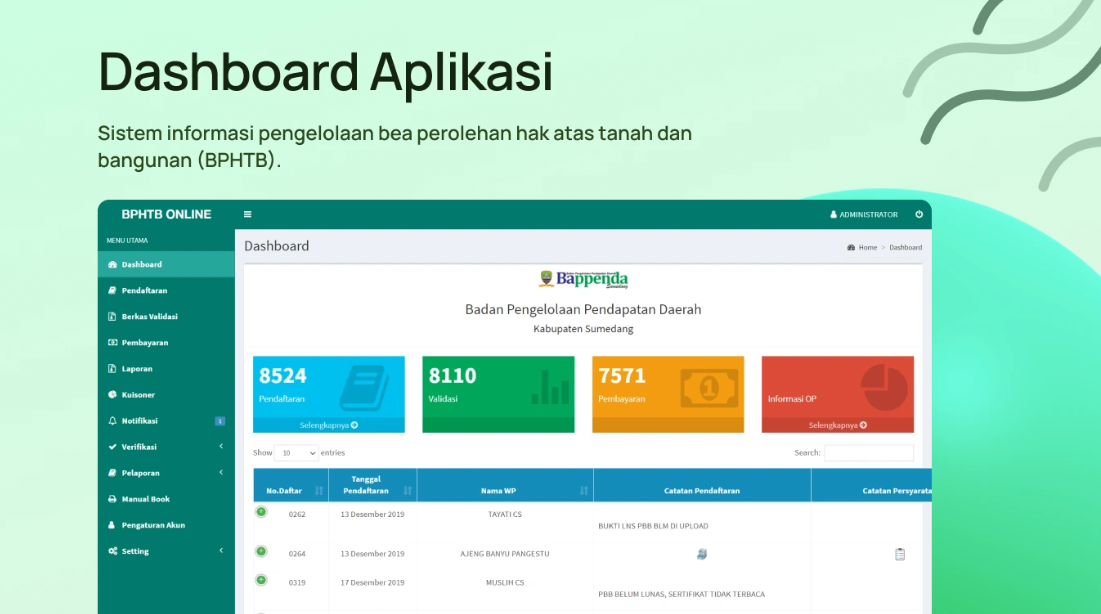 Dashboard Aplikasi
Sistem informasi pengelolaan bea perolehan hak atas tanah dan
bangunan (BPHTB).
BPHTB ONLINE
ADMINISTRATOR
MENU UTAMA
Dashboard
Pendaftaran
Berkas Validasi
Pembayaran
Laporan
Kuisoner
Notifikasi 1
Verifikasi
Pelaporan
Manual Book
Pengaturan Akun
Setting
Dashboard
Home > Dashboard
Bappenda
Sumedang
Badan Pengelolaan Pendapatan Daerah
Kabupaten Sumedang
8524
Pendaftaran
Selengkapnya
8110
Validasi
7571
Pembayaran
1
Informasi OP
Selengkapnya
Show 10 entries
Search:
No.Daftar Tanggal Pendaftaran Nama WP Catatan Pendaftaran Catatan Persyarata
0262 13 Desember 2019 TAYATI CS BUKTI LNS PBB BLM DI UPLOAD
0264 13 Desember 2019 AJENG BANYU PANGESTU
0319 17 Desember 2019 MUSLIH CS PBB BELUM LUNAS, SERTIFIKAT TIDAK TERBACA